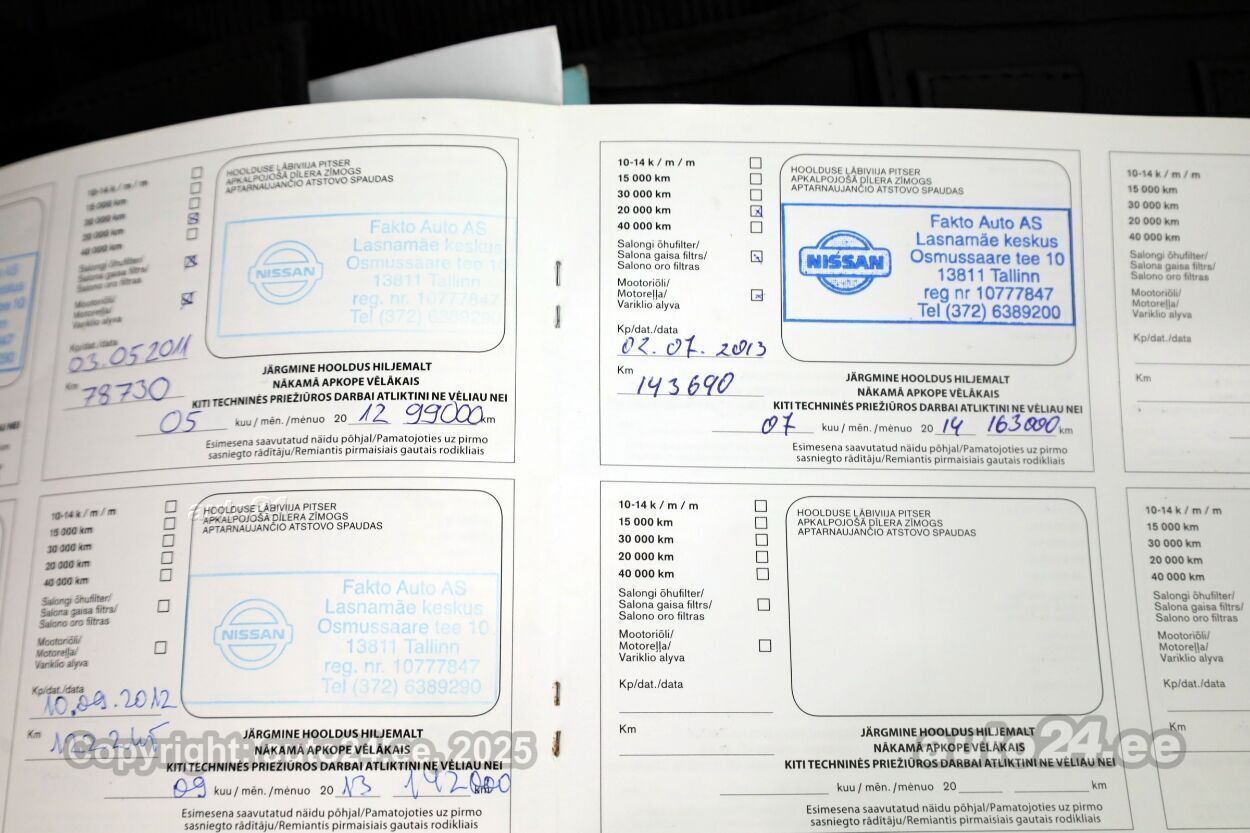 10-14 k / m / m
15 000 km
30 000 km
20 000 km
40 000 km
Salongi õhufilter/
Salona gaisa filtrs/
Salono oro filtras
Mootoriõli/
Motoreļļa/
Variklio alyva
Kp/dat./data
03.05.2011
Km
78730
HOOLDUSE LÄBIVIIJA PITSER
APKALPOJOŠĀ DĪLERA ZĪMOGS
APTARNAUJANČIO ATSTOVO SPAUDAS
NISSAN
Fakto Auto AS
Lasnamäe keskus
Osmussaare tee 10
13811 Tallinn
reg. nr. 10777847
Tel (372) 6389290
JÄRGMINE HOOLDUS HILJEMALT
NĀKAMĀ APKOPE VĒLĀKAIS
KITI TECHNINĖS PRIEŽIŪROS DARBAI ATLIKTINI NE VĖLIAU NEI
05 kuu / mēn. /mėnuo 20 12 99000 km
Esimesena saavutatud näidu põhjal/Pamatojoties uz pirmo
sasniegto rādītāju/Remiantis pirmaisiais gautais rodikliais
10-14 k / m / m
15 000 km
30 000 km
20 000 km
40 000 km
Salongi õhufilter/
Salona gaisa filtrs/
Salono oro filtras
Mootoriõli/
Motoreļļa/
Variklio alyva
Kp/dat./data
10.09.2012
Km
HOOLDUSE LÄBIVIIJA PITSER
APKALPOJOŠĀ DĪLERA ZĪMOGS
APTARNAUJANČIO ATSTOVO SPAUDAS
NISSAN
Fakto Auto AS
Lasnamäe keskus
Osmussaare tee 10
13811 Tallinn
reg. nr. 10777847
Tel (372) 6389290
JÄRGMINE HOOLDUS HILJEMALT
NĀKAMĀ APKOPE VĒLĀKAIS
KITI TECHNINĖS PRIEŽIŪROS DARBAI ATLIKTINI NE VĖLIAU NEI
09 kuu / mēn. /mėnuo 20 13 142000 km
Esimesena saavutatud näidu põhjal/Pamatojoties uz pirmo
sasniegto rādītāju/Remiantis pirmaisiais gautais rodikliais
Copyright: auto24.ee, 2025
10-14 k / m / m
15 000 km
30 000 km
20 000 km
40 000 km
Salongi õhufilter/
Salona gaisa filtrs/
Salono oro filtras
Mootoriõli/
Motoreļļa/
Variklio alyva
Kp/dat./data
02.07.2013
Km
143690
HOOLDUSE LÄBIVIIJA PITSER
APKALPOJOŠĀ DĪLERA ZĪMOGS
APTARNAUJANČIO ATSTOVO SPAUDAS
NISSAN
Fakto Auto AS
Lasnamäe keskus
Osmussaare tee 10
13811 Tallinn
reg nr 10777847
Tel (372) 6389200
JÄRGMINE HOOLDUS HILJEMALT
NĀKAMĀ APKOPE VĒLĀKAIS
KITI TECHNINĖS PRIEŽIŪROS DARBAI ATLIKTINI NE VĖLIAU NEI
07 kuu / mēn. /mėnuo 20 14 163000 km
Esimesena saavutatud näidu põhjal/Pamatojoties uz pirmo
sasniegto rādītāju/Remiantis pirmaisiais gautais rodikliais
10-14 k / m / m
15 000 km
30 000 km
20 000 km
40 000 km
Salongi õhufilter/
Salona gaisa filtrs/
Salono oro filtras
Mootoriõli/
Motoreļļa/
Variklio alyva
Kp/dat./data
Km
HOOLDUSE LÄBIVIIJA PITSER
APKALPOJOŠĀ DĪLERA ZĪMOGS
APTARNAUJANČIO ATSTOVO SPAUDAS
JÄRGMINE HOOLDUS HILJEMALT
NĀKAMĀ APKOPE VĒLĀKAIS
KITI TECHNINĖS PRIEŽIŪROS DARBAI ATLIKTINI NE VĖLIAU NEI
kuu / mēn. /mėnuo 20 km
Esimesena saavutatud näidu põhjal/Pamatojoties uz pirmo
sasniegto rādītāju/Remiantis pirmaisiais gautais rodikliais
auto24.ee
10-14 k / m / m
15 000 km
30 000 km
20 000 km
40 000 km
Salongi õhufilter/
Salona gaisa filtrs/
Salono oro filtras
Mootoriõli/
Motoreļļa/
Variklio alyva
Kp/dat./data
Km
10-14 k / m / m
15 000 km
30 000 km
20 000 km
40 000 km
Salongi õhufilter/
Salona gaisa filtrs/
Salono oro filtras
Mootoriõli/
Motoreļļa/
Variklio alyva
Kp/dat./data
Km